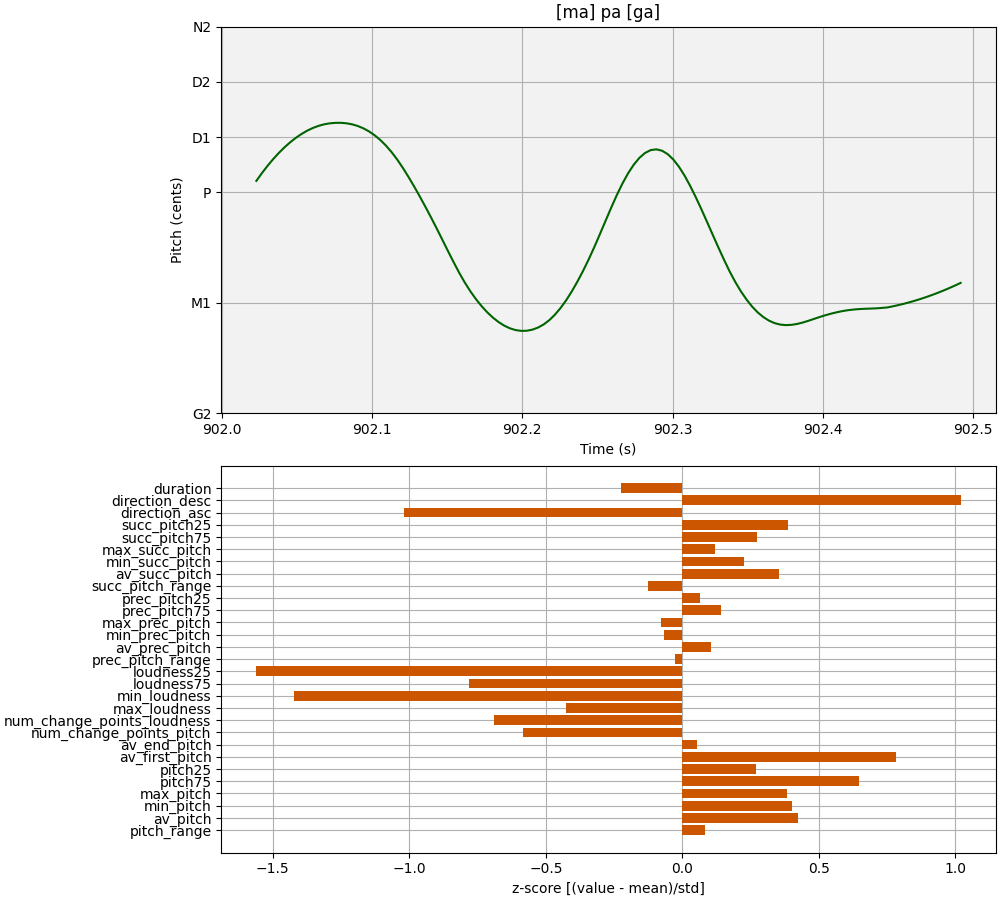 [ma] pa [ga]
N2
D2
D1
P
M1
G2
Pitch (cents)
902.0 902.1 902.2 902.3 902.4 902.5
Time (s)
duration
direction_desc
direction_asc
succ_pitch25
succ_pitch75
max_succ_pitch
min_succ_pitch
av_succ_pitch
succ_pitch_range
prec_pitch25
prec_pitch75
max_prec_pitch
min_prec_pitch
av_prec_pitch
prec_pitch_range
loudness25
loudness75
min_loudness
max_loudness
num_change_points_loudness
num_change_points_pitch
av_end_pitch
av_first_pitch
pitch25
pitch75
max_pitch
min_pitch
av_pitch
pitch_range
−1.5 −1.0 −0.5 0.0 0.5 1.0
z-score [(value - mean)/std]